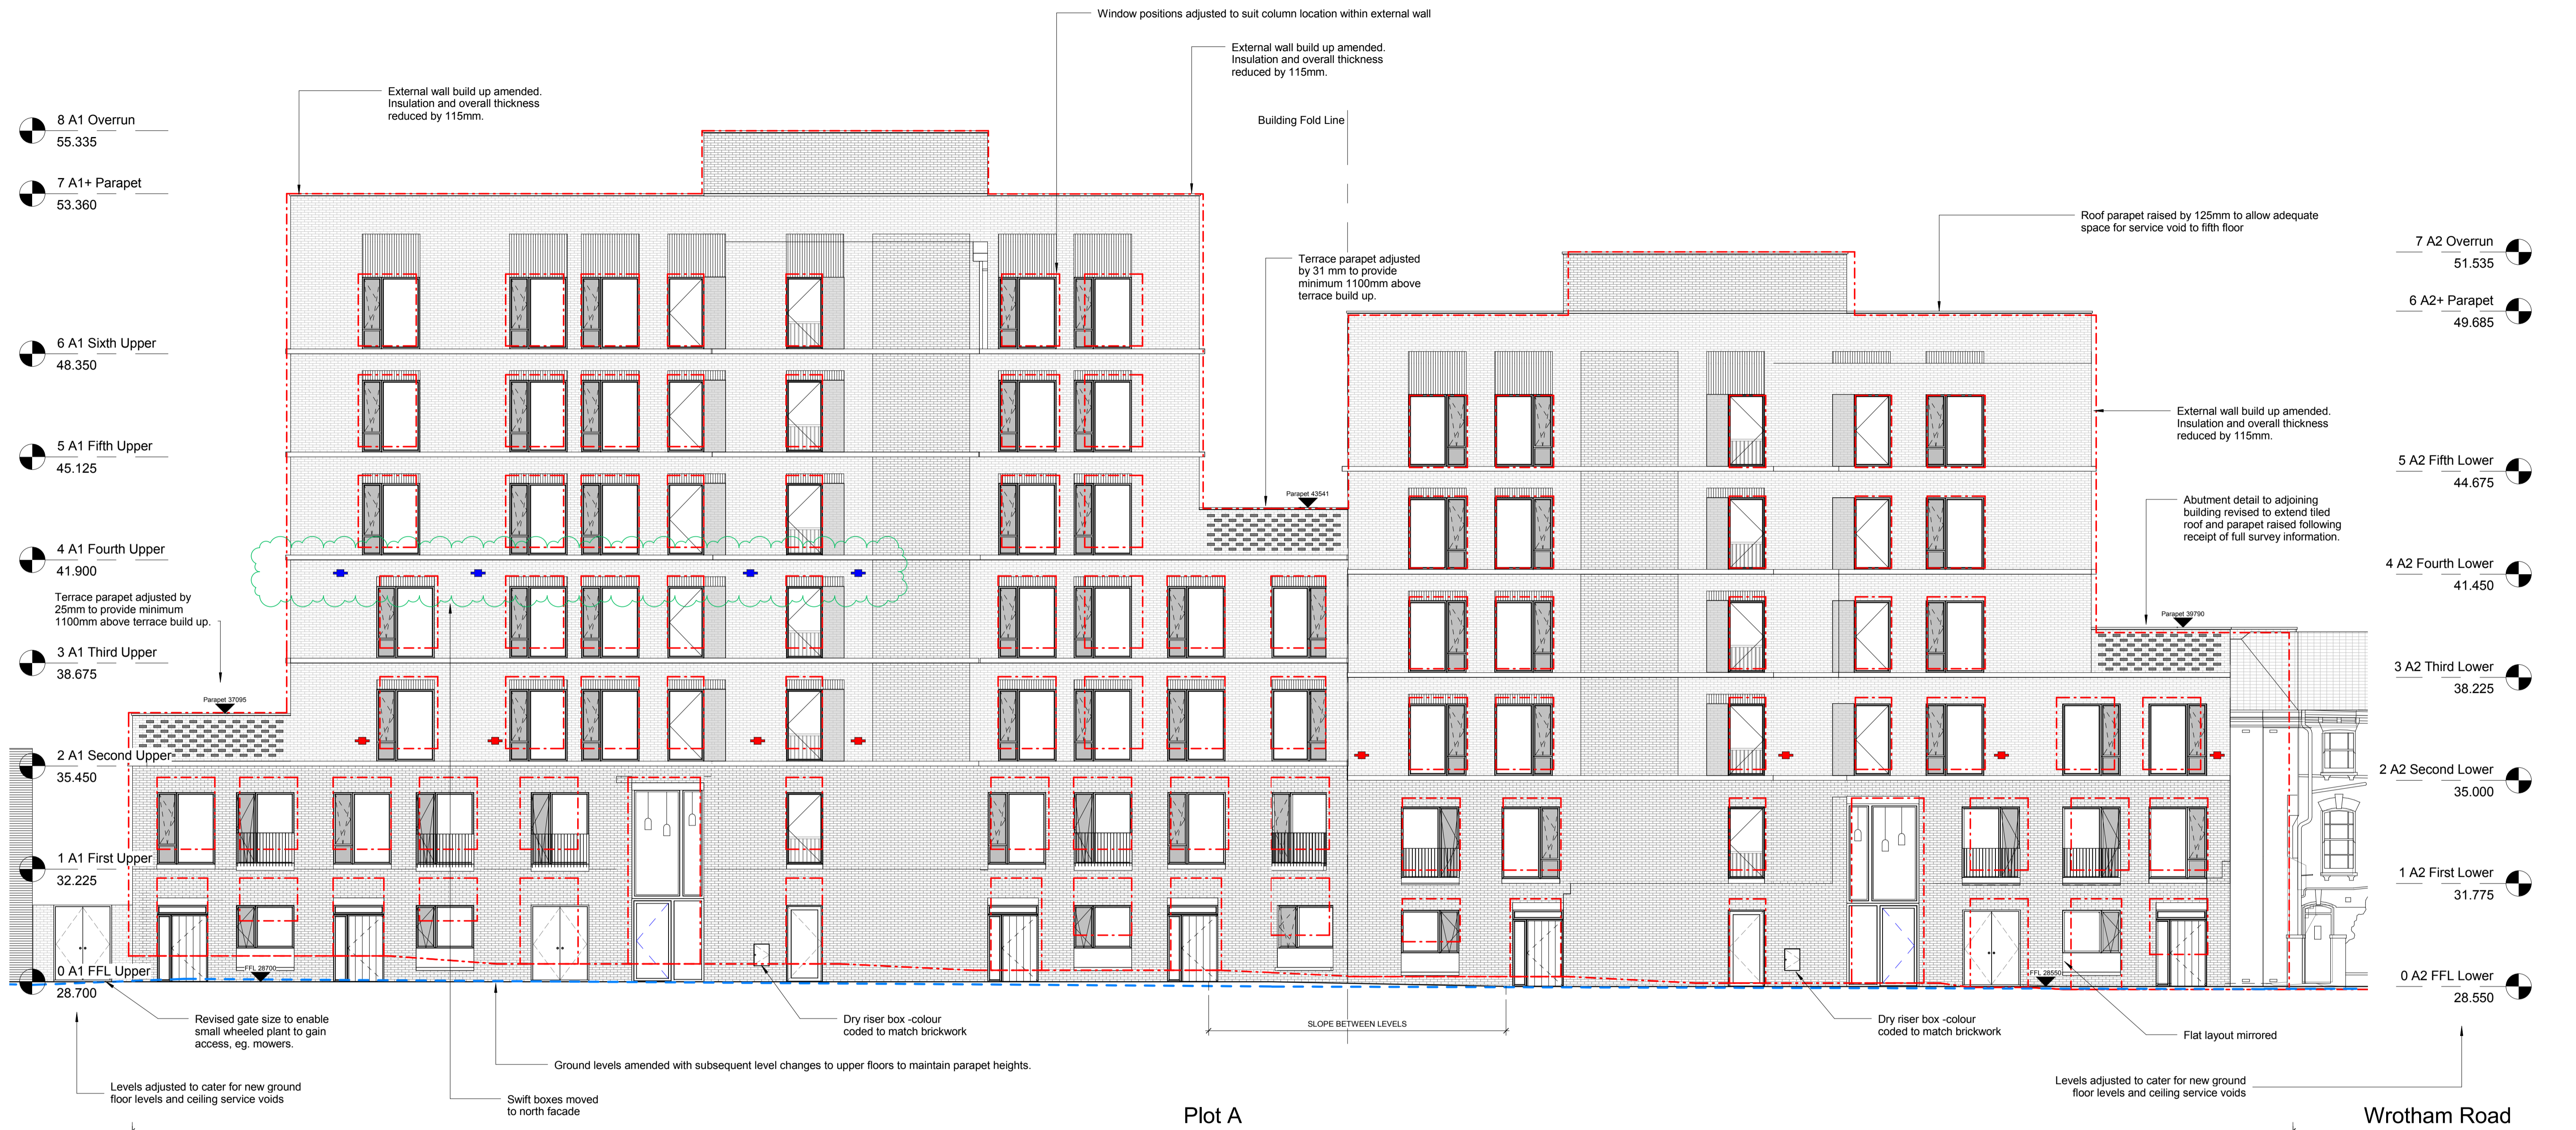 Window positions adjusted to suit column location within external wall
External wall build up amended.
Insulation and overall thickness
reduced by 115mm.
External wall build up amended.
Insulation and overall thickness
reduced by 115mm.
Building Fold Line
8 A1 Overrun
55.335
7 A1+ Parapet
53.360
6 A1 Sixth Upper
48.350
5 A1 Fifth Upper
45.125
4 A1 Fourth Upper
41.900
Terrace parapet adjusted by
25mm to provide minimum
1100mm above terrace build up.
3 A1 Third Upper
38.675
Parapet 37095
2 A1 Second Upper
35.450
1 A1 First Upper
32.225
0 A1 FFL Upper
28.700
FFL 28700
Terrace parapet adjusted
by 31 mm to provide
minimum 1100mm above
terrace build up.
Parapet 43541
Roof parapet raised by 125mm to allow adequate
space for service void to fifth floor
7 A2 Overrun
51.535
6 A2+ Parapet
49.685
External wall build up amended.
Insulation and overall thickness
reduced by 115mm.
5 A2 Fifth Lower
44.675
Abutment detail to adjoining
building revised to extend tiled
roof and parapet raised following
receipt of full survey information.
4 A2 Fourth Lower
41.450
Parapet 39790
3 A2 Third Lower
38.225
2 A2 Second Lower
35.000
1 A2 First Lower
31.775
0 A2 FFL Lower
28.550
FFL 28550
Revised gate size to enable
small wheeled plant to gain
access, eg. mowers.
Dry riser box -colour
coded to match brickwork
SLOPE BETWEEN LEVELS
Dry riser box -colour
coded to match brickwork
Flat layout mirrored
Ground levels amended with subsequent level changes to upper floors to maintain parapet heights.
Levels adjusted to cater for new ground
floor levels and ceiling service voids
Swift boxes moved
to north facade
Levels adjusted to cater for new ground
floor levels and ceiling service voids
Plot A
Wrotham Road